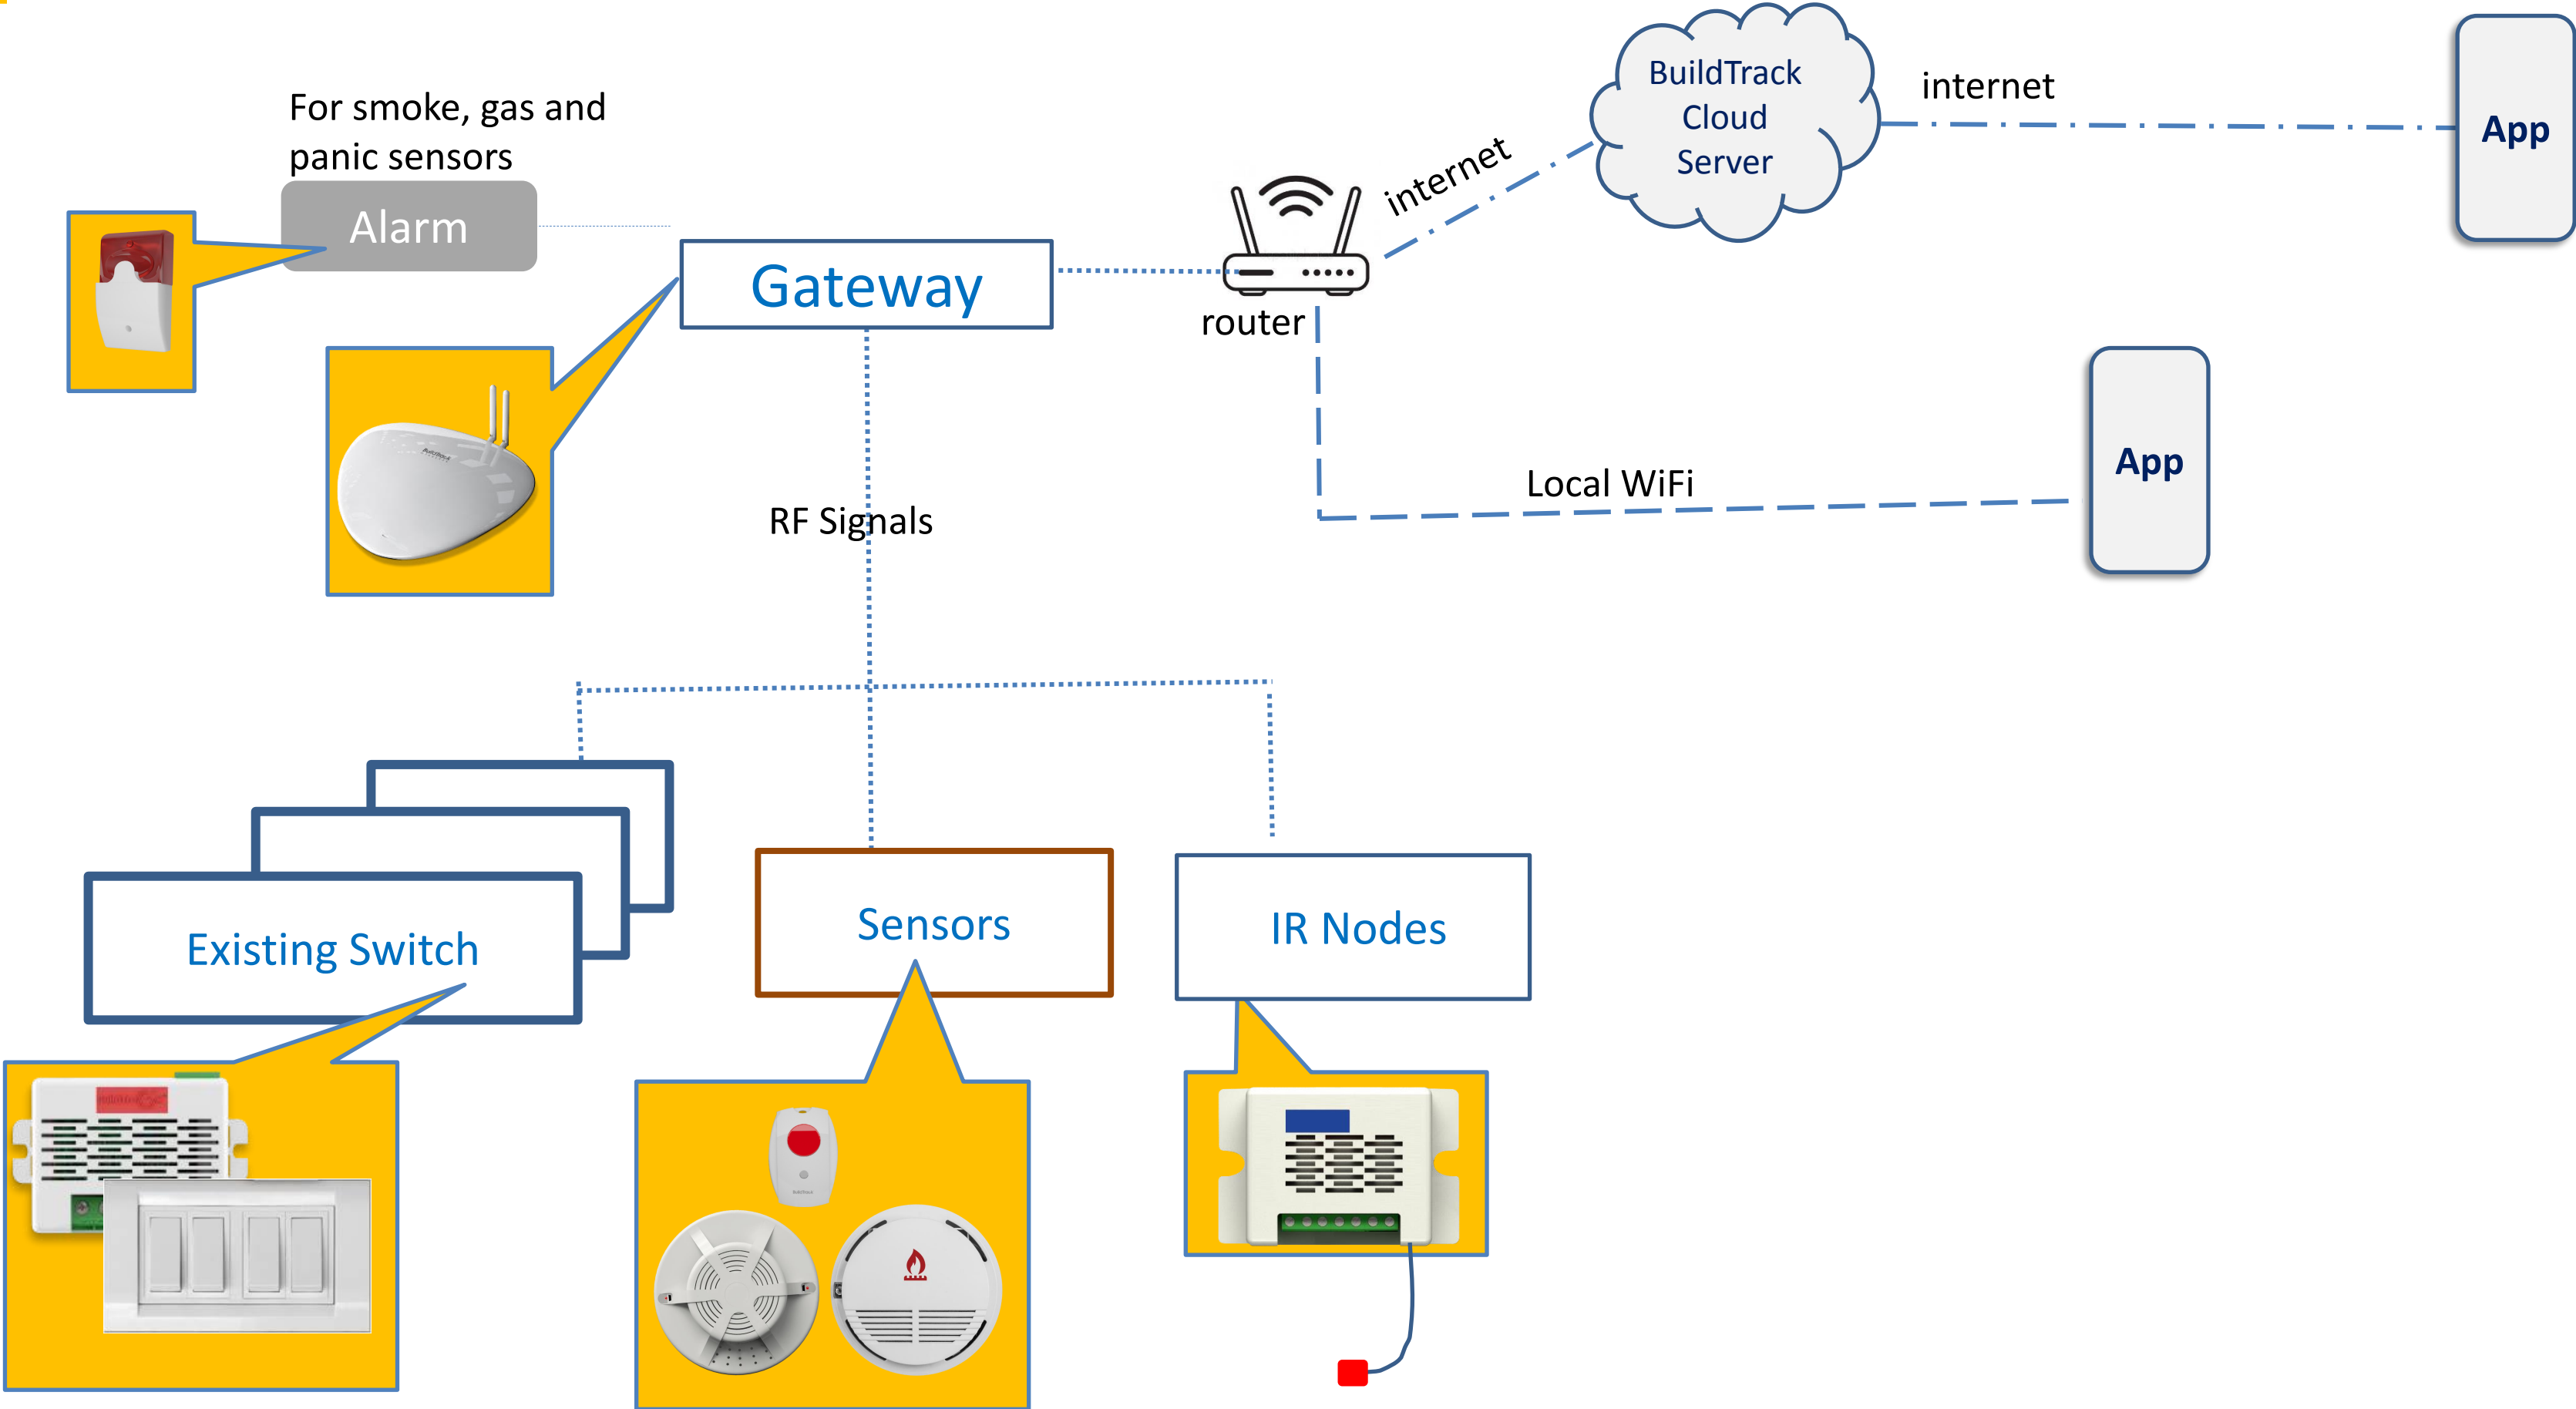 BuildTrack
Cloud
Server
internet
App
For smoke, gas and
panic sensors
Alarm
internet
Gateway
router
App
Local WiFi
RF Signals
Existing Switch
Sensors
IR Nodes